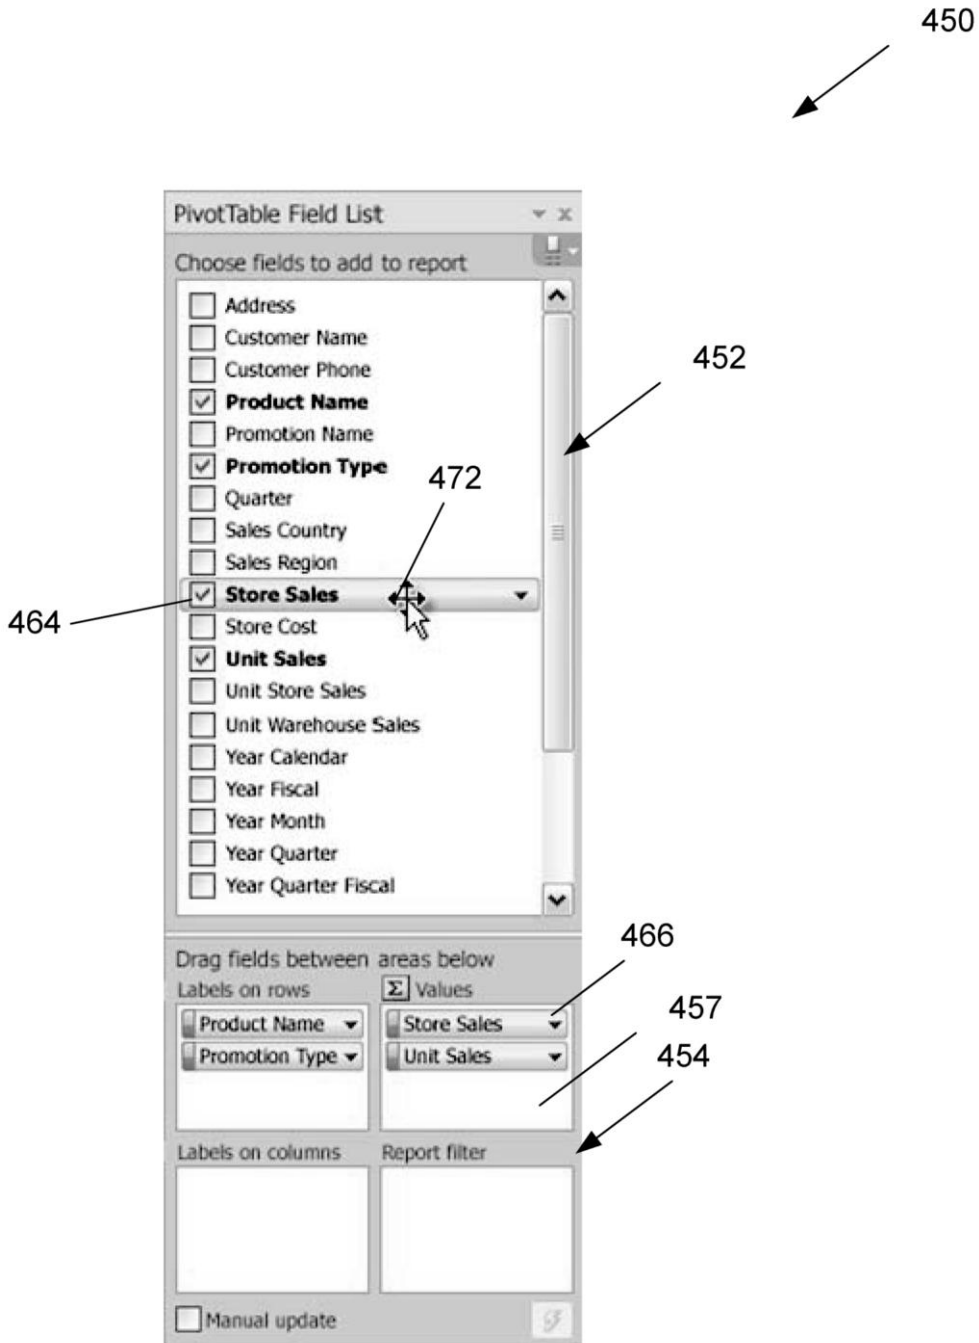 450
PivotTable Field List
Choose fields to add to report
Address
Customer Name
452
Customer Phone
Product Name
Promotion Name
Promotion Type
472
Quarter
Sales Country
Sales Region
464
Store Sales
Store Cost
Unit Sales
Unit Store Sales
Unit Warehouse Sales
Year Calendar
Year Fiscal
Year Month
Year Quarter
Year Quarter Fiscal
466
Drag fields between areas below
Labels on rows Σ Values
457
Product Name Store Sales
454
Promotion Type Unit Sales
Labels on columns Report filter
Manual update